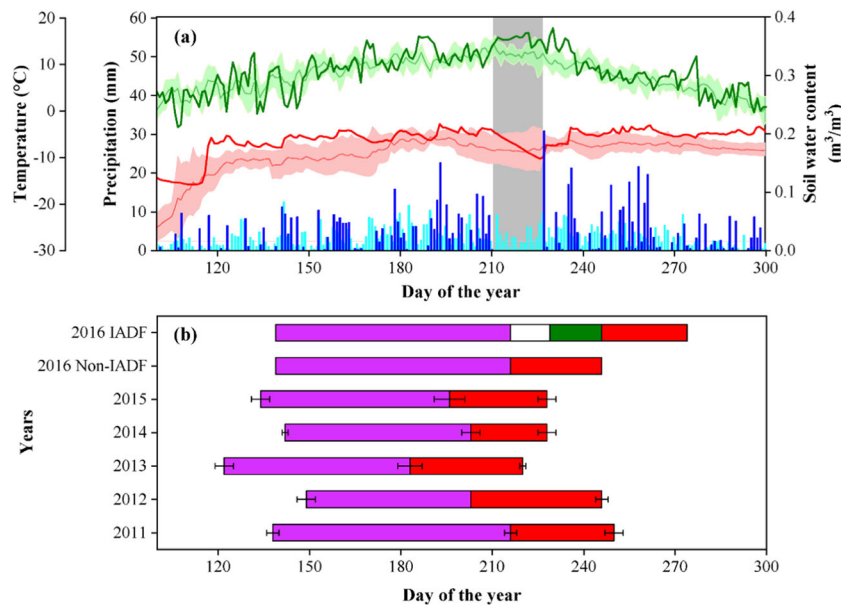 (a)
Temperature (°C)
20
10
0
-10
-20
-30
Precipitation (mm)
60
50
40
30
20
10
0
Soil water content
(m³/m³)
0.4
0.3
0.2
0.1
0.0
120 150 180 210 240 270 300
Day of the year
(b)
Years
2016 IADF
2016 Non-IADF
2015
2014
2013
2012
2011
120 150 180 210 240 270 300
Day of the year